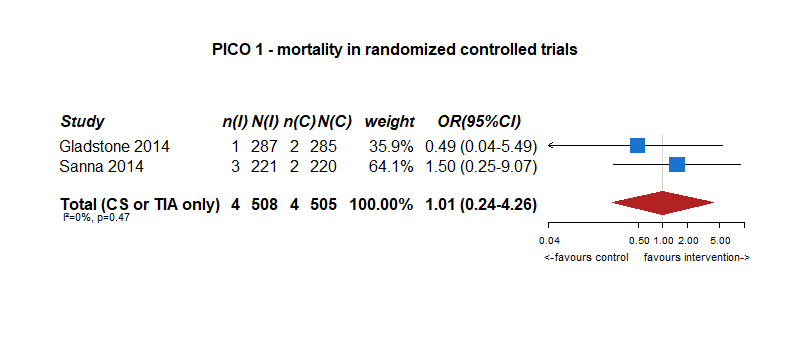 PICO 1 - mortality in randomized controlled trials
Study n(I) N(I) n(C) N(C) weight OR(95%CI)
Gladstone 2014 1 287 2 285 35.9% 0.49 (0.04-5.49)
Sanna 2014 3 221 2 220 64.1% 1.50 (0.25-9.07)
Total (CS or TIA only) 4 508 4 505 100.00% 1.01 (0.24-4.26)
I²=0%, p=0.47
0.04 0.50 1.00 2.00 5.00
<-favours control favours intervention->